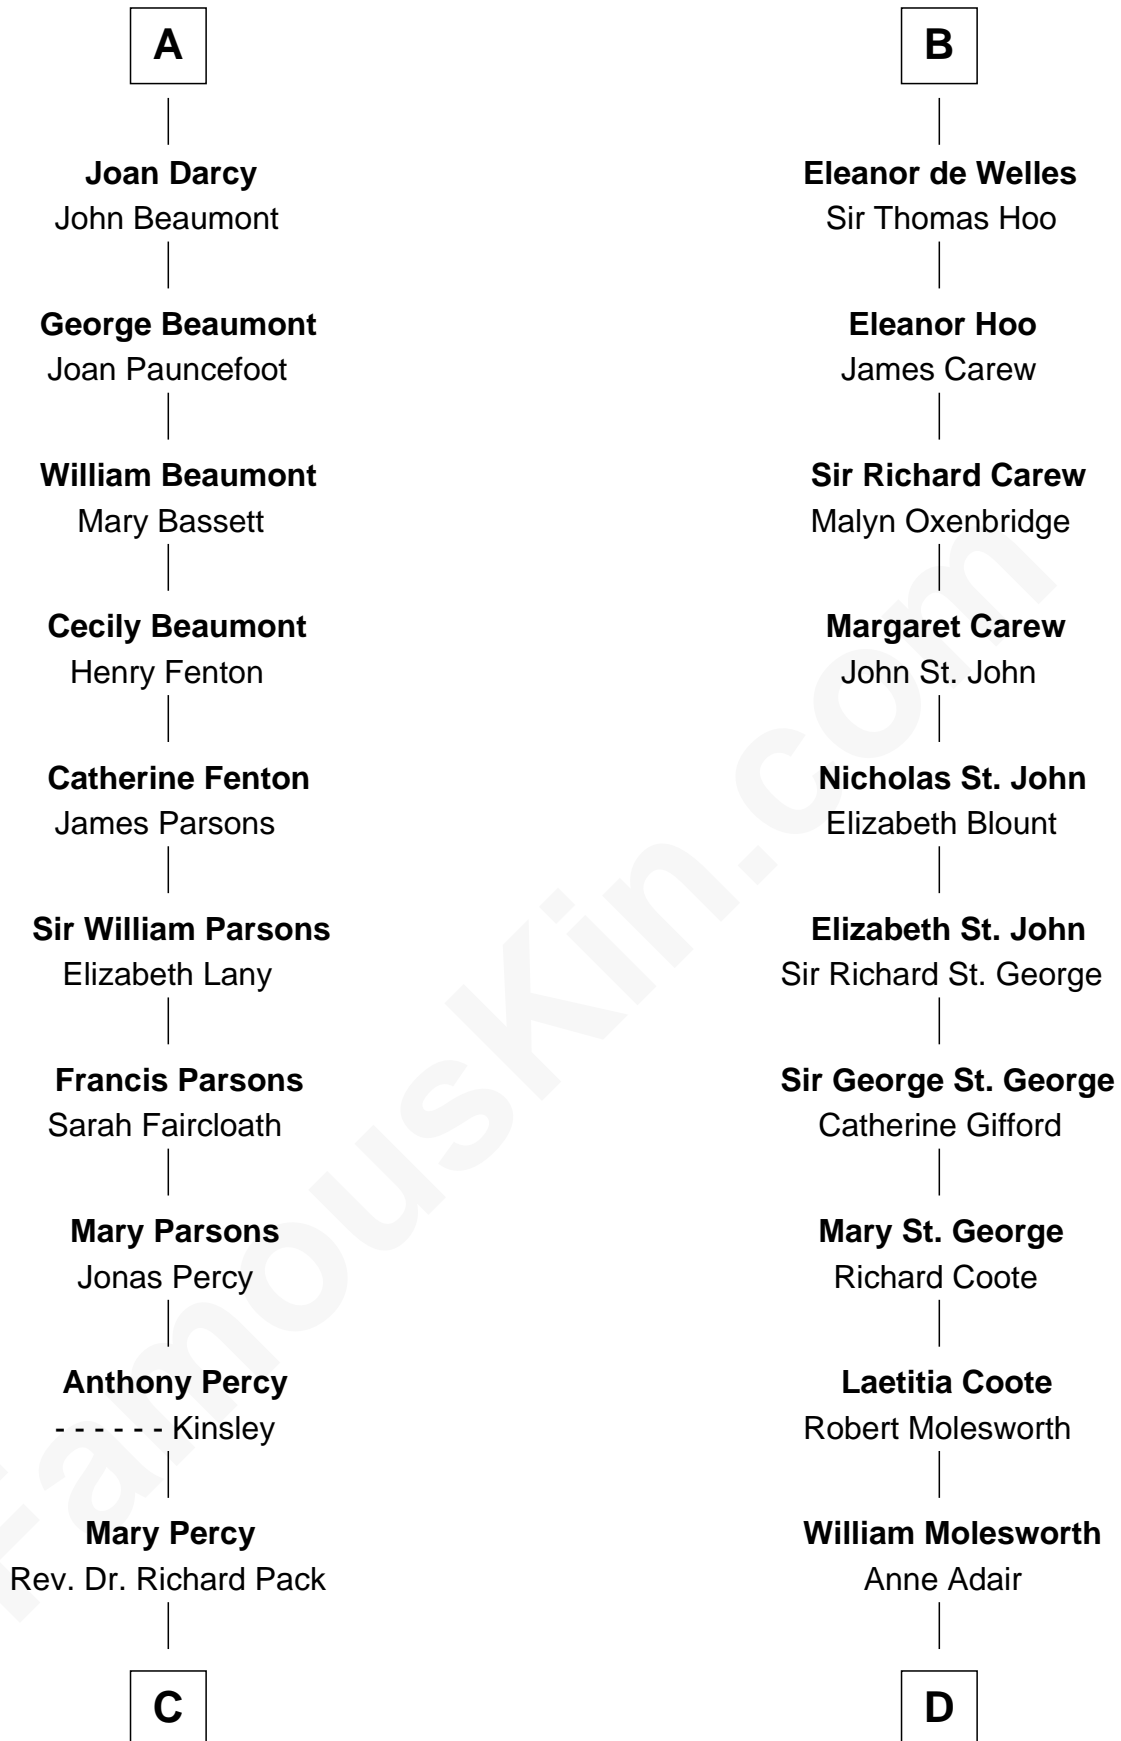 A
Joan Darcy
John Beaumont
George Beaumont
Joan Pauncefoot
William Beaumont
Mary Bassett
Cecily Beaumont
Henry Fenton
Catherine Fenton
James Parsons
Sir William Parsons
Elizabeth Lany
Francis Parsons
Sarah Faircloath
Mary Parsons
Jonas Percy
Anthony Percy
- - - - - - Kinsley
Mary Percy
Rev. Dr. Richard Pack
C
B
Eleanor de Welles
Sir Thomas Hoo
Eleanor Hoo
James Carew
Sir Richard Carew
Malyn Oxenbridge
Margaret Carew
John St. John
Nicholas St. John
Elizabeth Blount
Elizabeth St. John
Sir Richard St. George
Sir George St. George
Catherine Gifford
Mary St. George
Richard Coote
Laetitia Coote
Robert Molesworth
William Molesworth
Anne Adair
D
FamousKin.com